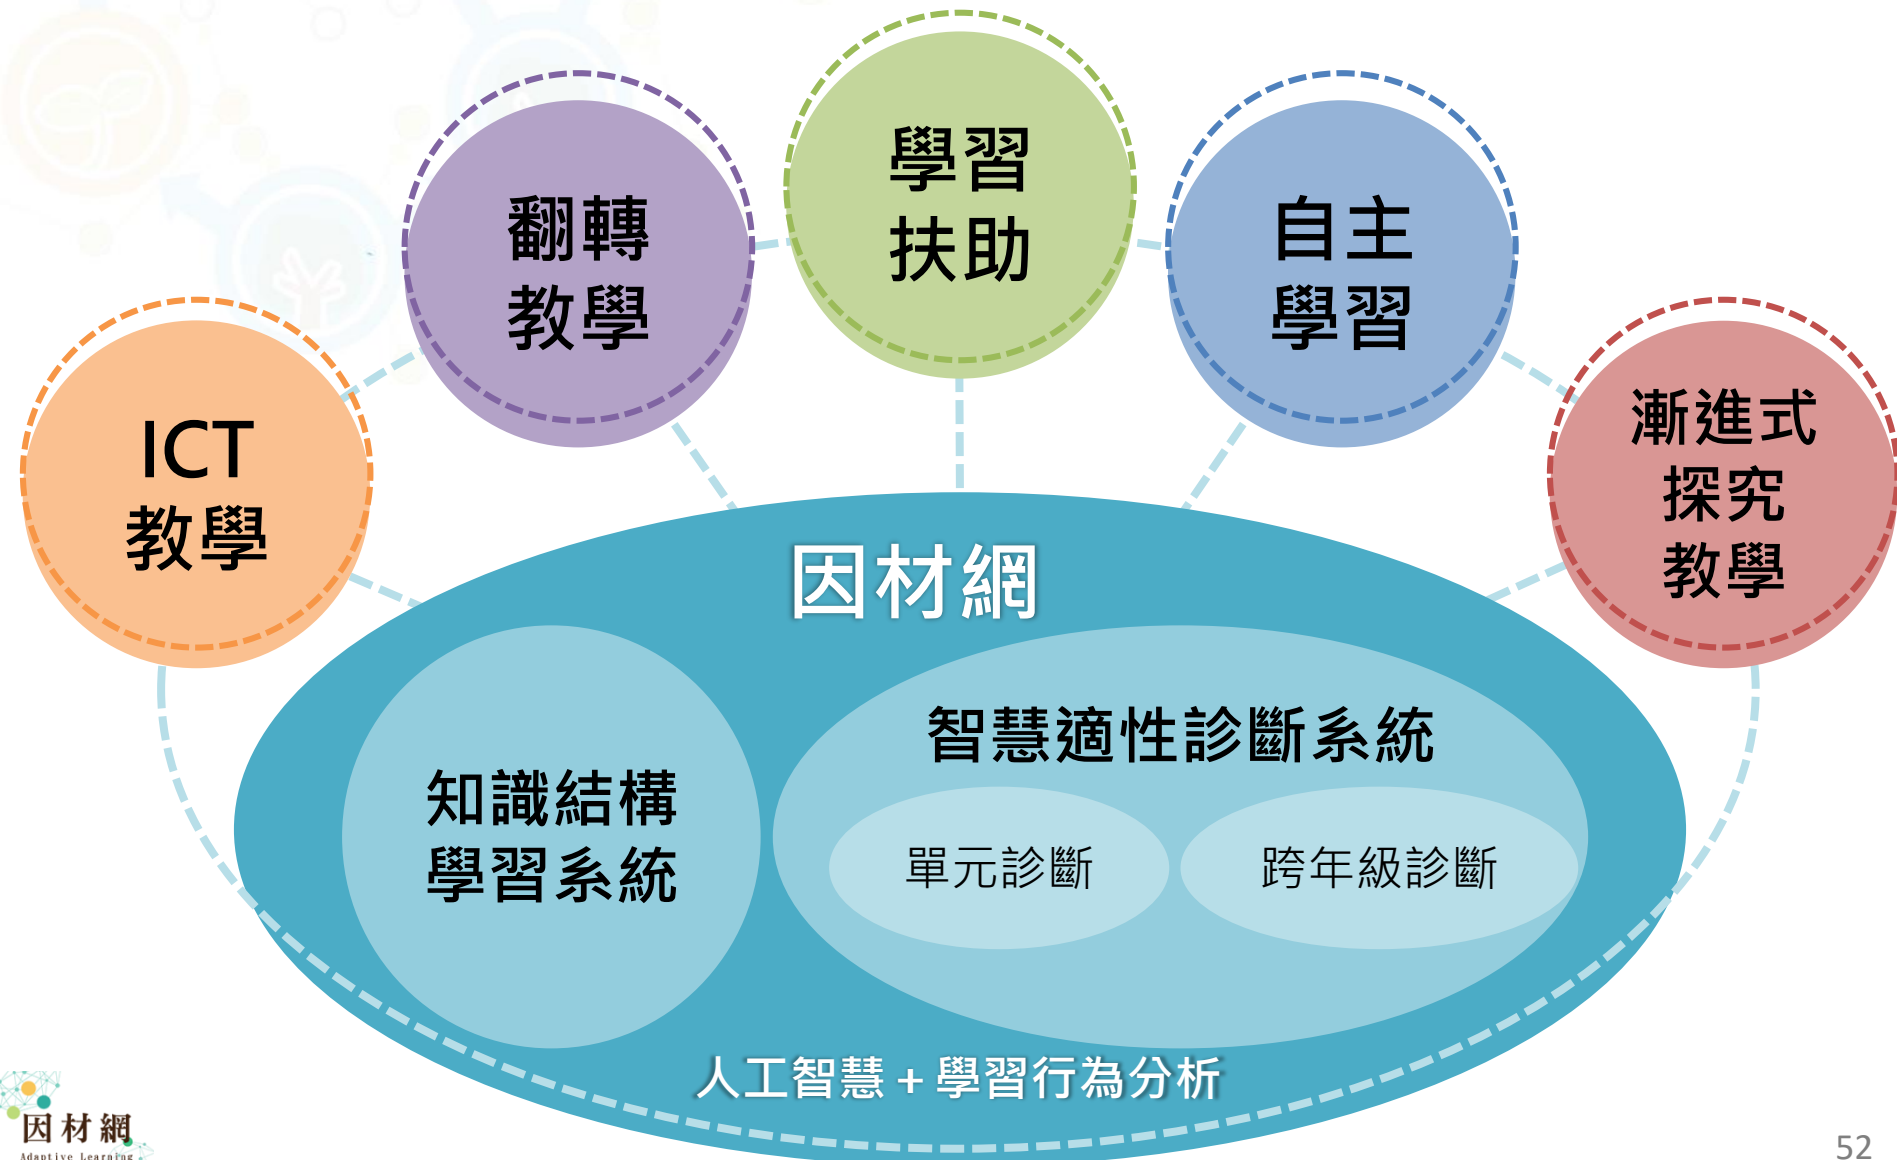 學習
扶助
翻轉
教學
自主
學習
ICT
教學
漸進式
探究
教學
因材網
知識結構
學習系統
智慧適性診斷系統
單元診斷
跨年級診斷
人工智慧 + 學習行為分析
因材網
Adaptive Learning
52